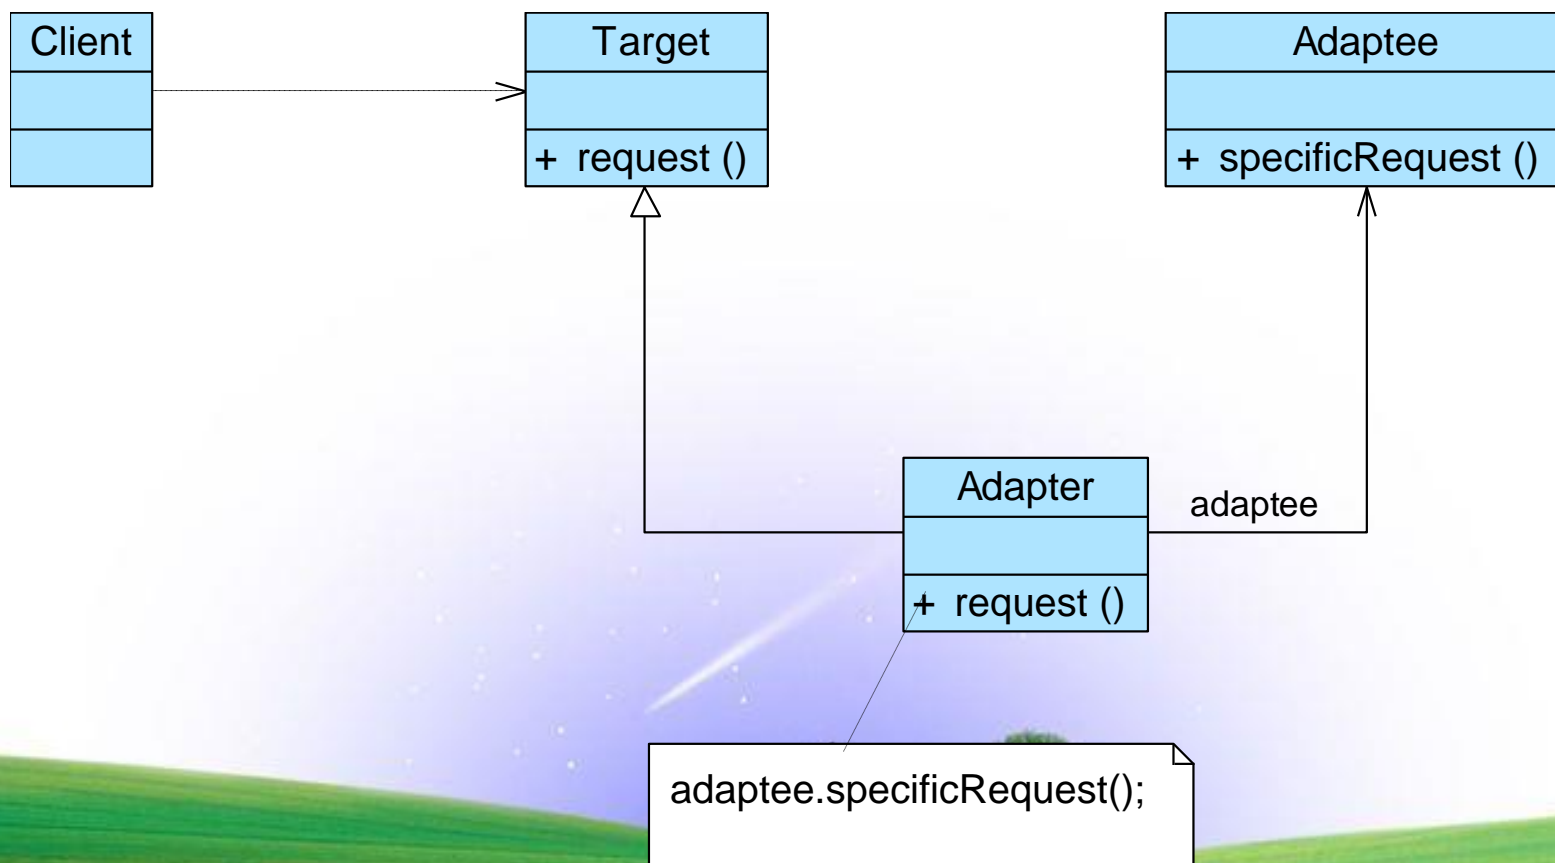 Client
Target
+ request ()
Adaptee
+ specificRequest ()
Adapter
+ request ()
adaptee
adaptee.specificRequest();